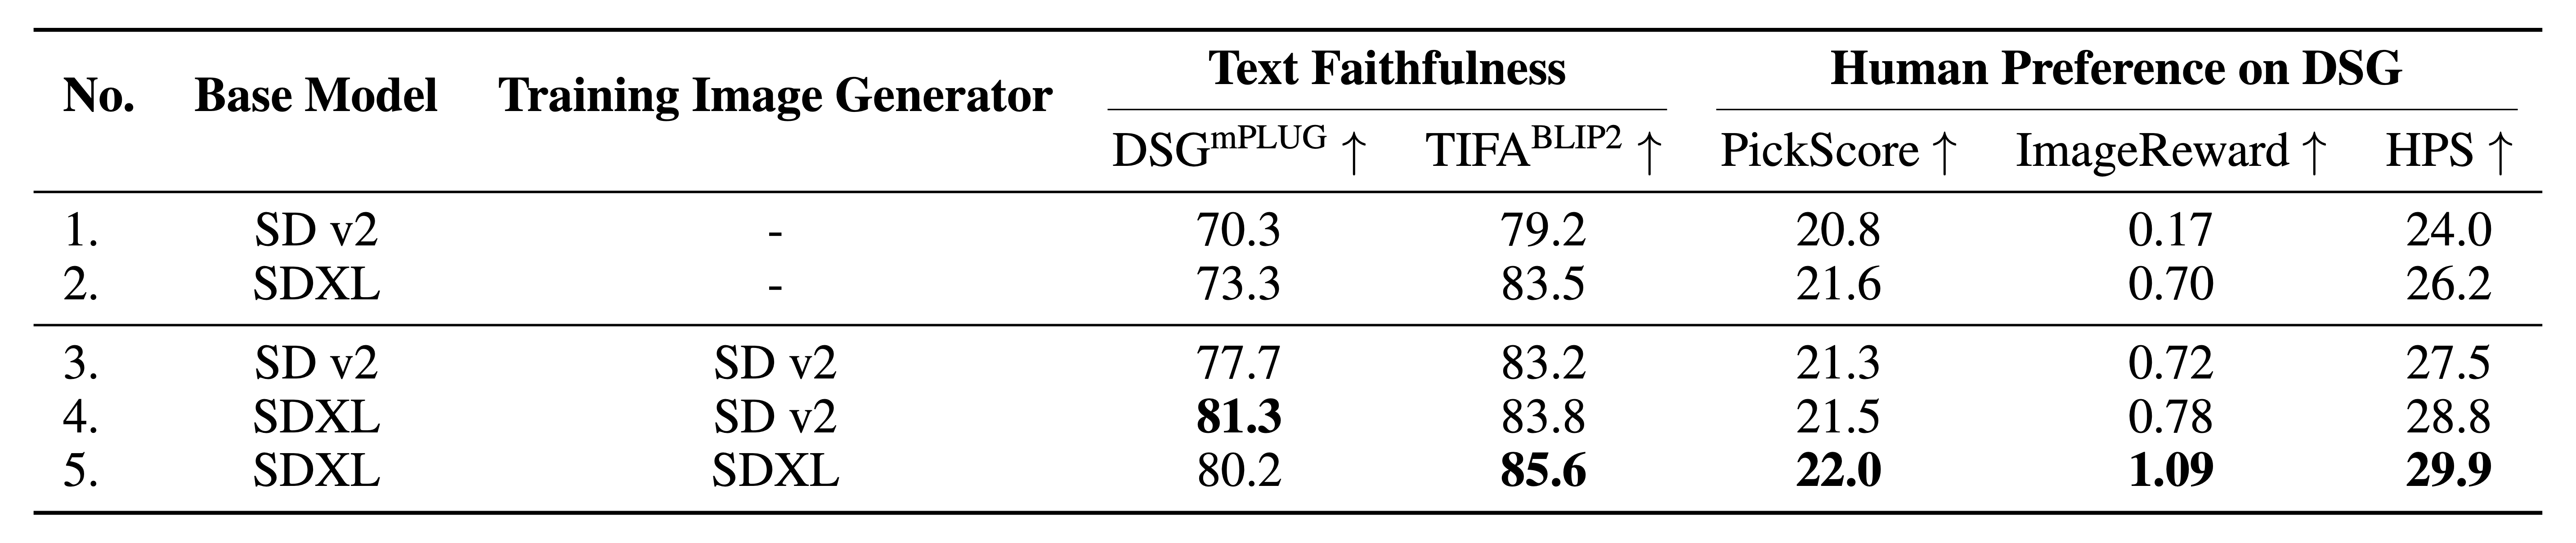 No. Base Model Training Image Generator Text Faithfulness Human Preference on DSG
DSG^mPLUG ↑ TIFA^BLIP2 ↑ PickScore ↑ ImageReward ↑ HPS ↑
1. SD v2 - 70.3 79.2 20.8 0.17 24.0
2. SDXL - 73.3 83.5 21.6 0.70 26.2
3. SD v2 SD v2 77.7 83.2 21.3 0.72 27.5
4. SDXL SD v2 81.3 83.8 21.5 0.78 28.8
5. SDXL SDXL 80.2 85.6 22.0 1.09 29.9